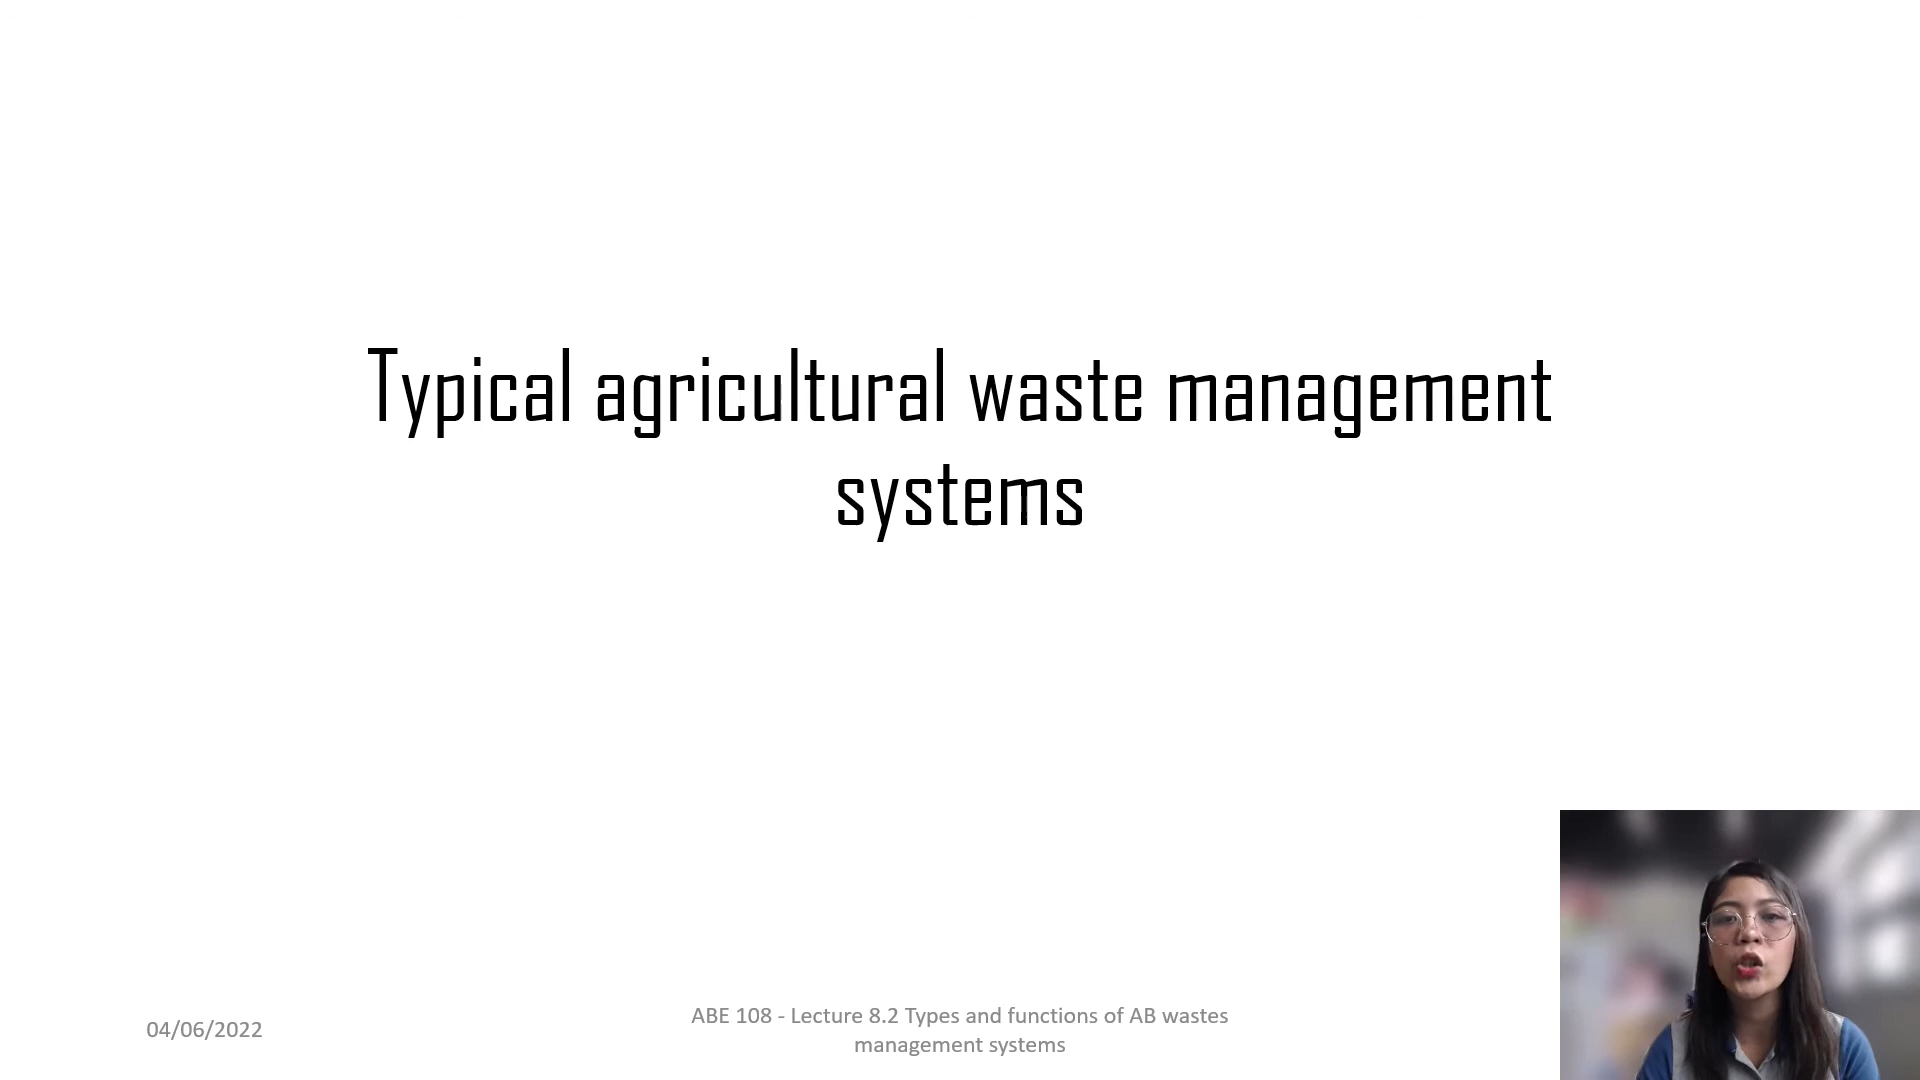 Typical agricultural waste management
systems
04/06/2022
ABE 108 - Lecture 8.2 Types and functions of AB wastes
management systems